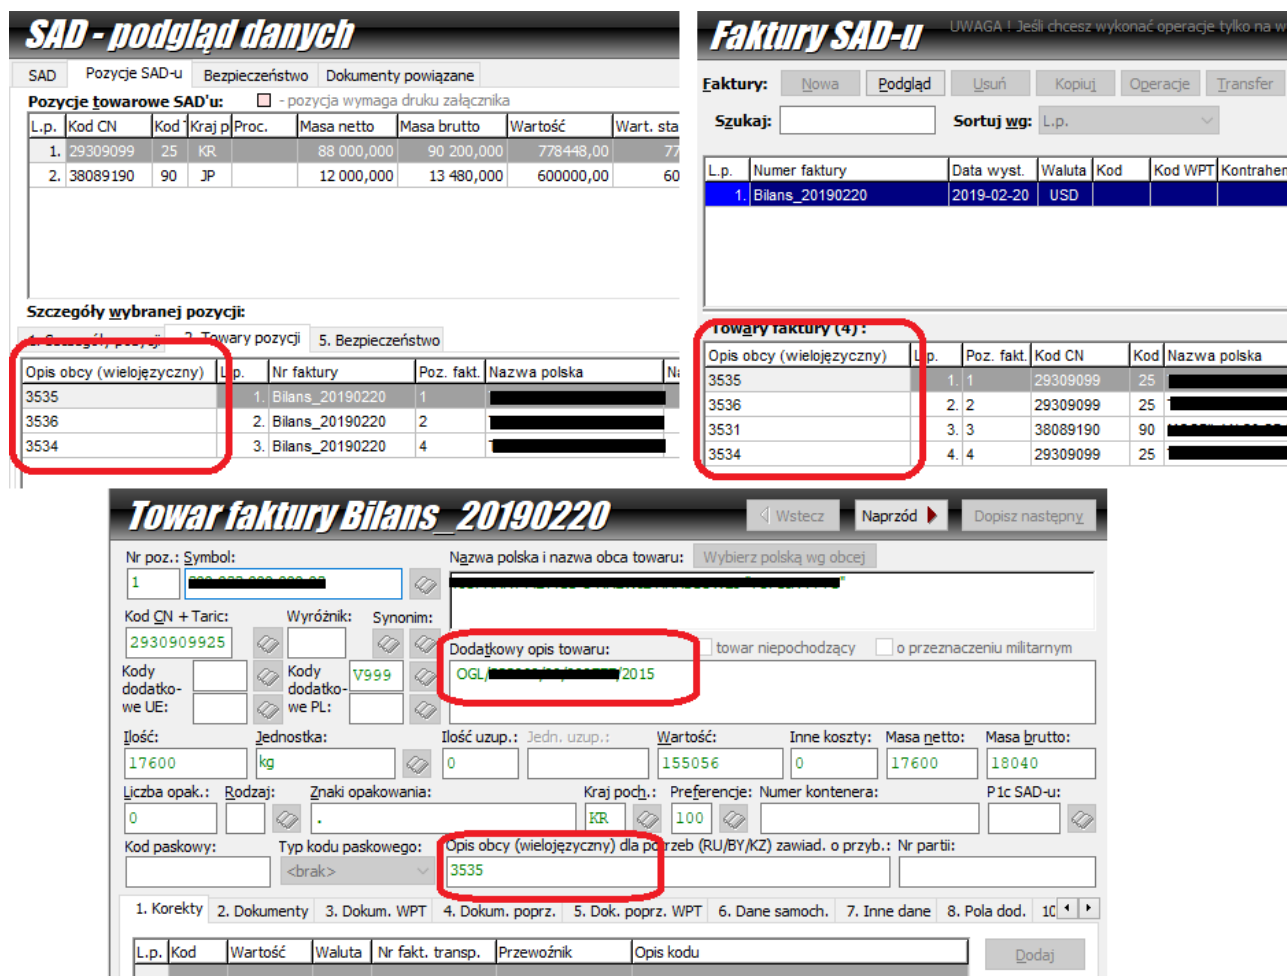 SAD - podgląd danych
SAD Pozycje SAD-u Bezpieczeństwo Dokumenty powiązane
Pozycje towarowe SAD'u: - pozycja wymaga druku załącznika
L.p. Kod CN Kod Kraj p Proc. Masa netto Masa brutto Wartość Wart. sta
1. 29309099 25 KR 88 000,000 90 200,000 778448,00 77
2. 38089190 90 JP 12 000,000 13 480,000 600000,00 60
Szczegóły wybranej pozycji:
1. Szczegóły pozycji 2. Towary pozycji 5. Bezpieczeństwo
Opis obcy (wielojęzyczny) L.p. Nr faktury Poz. fakt. Nazwa polska Na
3535 1. Bilans_20190220 1
3536 2. Bilans_20190220 2
3534 3. Bilans_20190220 4
Faktury SAD-u UWAGA ! Jeśli chcesz wykonać operacje tylko na w
Faktury: Nowa Podgląd Usuń Kopiuj Operacje Transfer
Szukaj: Sortuj wg: L.p.
L.p. Numer faktury Data wyst. Waluta Kod Kod WPT Kontrahen
1. Bilans_20190220 2019-02-20 USD
Towary faktury (4) :
Opis obcy (wielojęzyczny) L.p. Poz. fakt. Kod CN Kod Nazwa polska
3535 1. 1 29309099 25
3536 2. 2 29309099 25
3531 3. 3 38089190 90
3534 4. 4 29309099 25
Towar faktury Bilans_20190220 Wstecz Naprzód Dopisz następny
Nr poz.: Symbol: Nazwa polska i nazwa obca towaru: Wybierz polską wg obcej
1
Kod CN + Taric: Wyróżnik: Synonim:
2930909925
Dodatkowy opis towaru: towar niepochodzący o przeznaczeniu militarnym
Kody dodatko-we UE: Kody dodatko-we PL: V999 OGL/ /2015
Ilość: Jednostka: Ilość uzup.: Jedn. uzup.: Wartość: Inne koszty: Masa netto: Masa brutto:
17600 kg 0 155056 0 17600 18040
Liczba opak.: Rodzaj: Znaki opakowania: Kraj poch.: Preferencje: Numer kontenera: P1c SAD-u:
0 . KR 100
Kod paskowy: Typ kodu paskowego: Opis obcy (wielojęzyczny) dla potrzeb (RU/BY/KZ) zawiad. o przyb.: Nr partii:
<brak> 3535
1. Korekty 2. Dokumenty 3. Dokum. WPT 4. Dokum. poprz. 5. Dok. poprz. WPT 6. Dane samoch. 7. Inne dane 8. Pola dod. 10
L.p. Kod Wartość Waluta Nr fakt. transp. Przewoźnik Opis kodu Dodaj